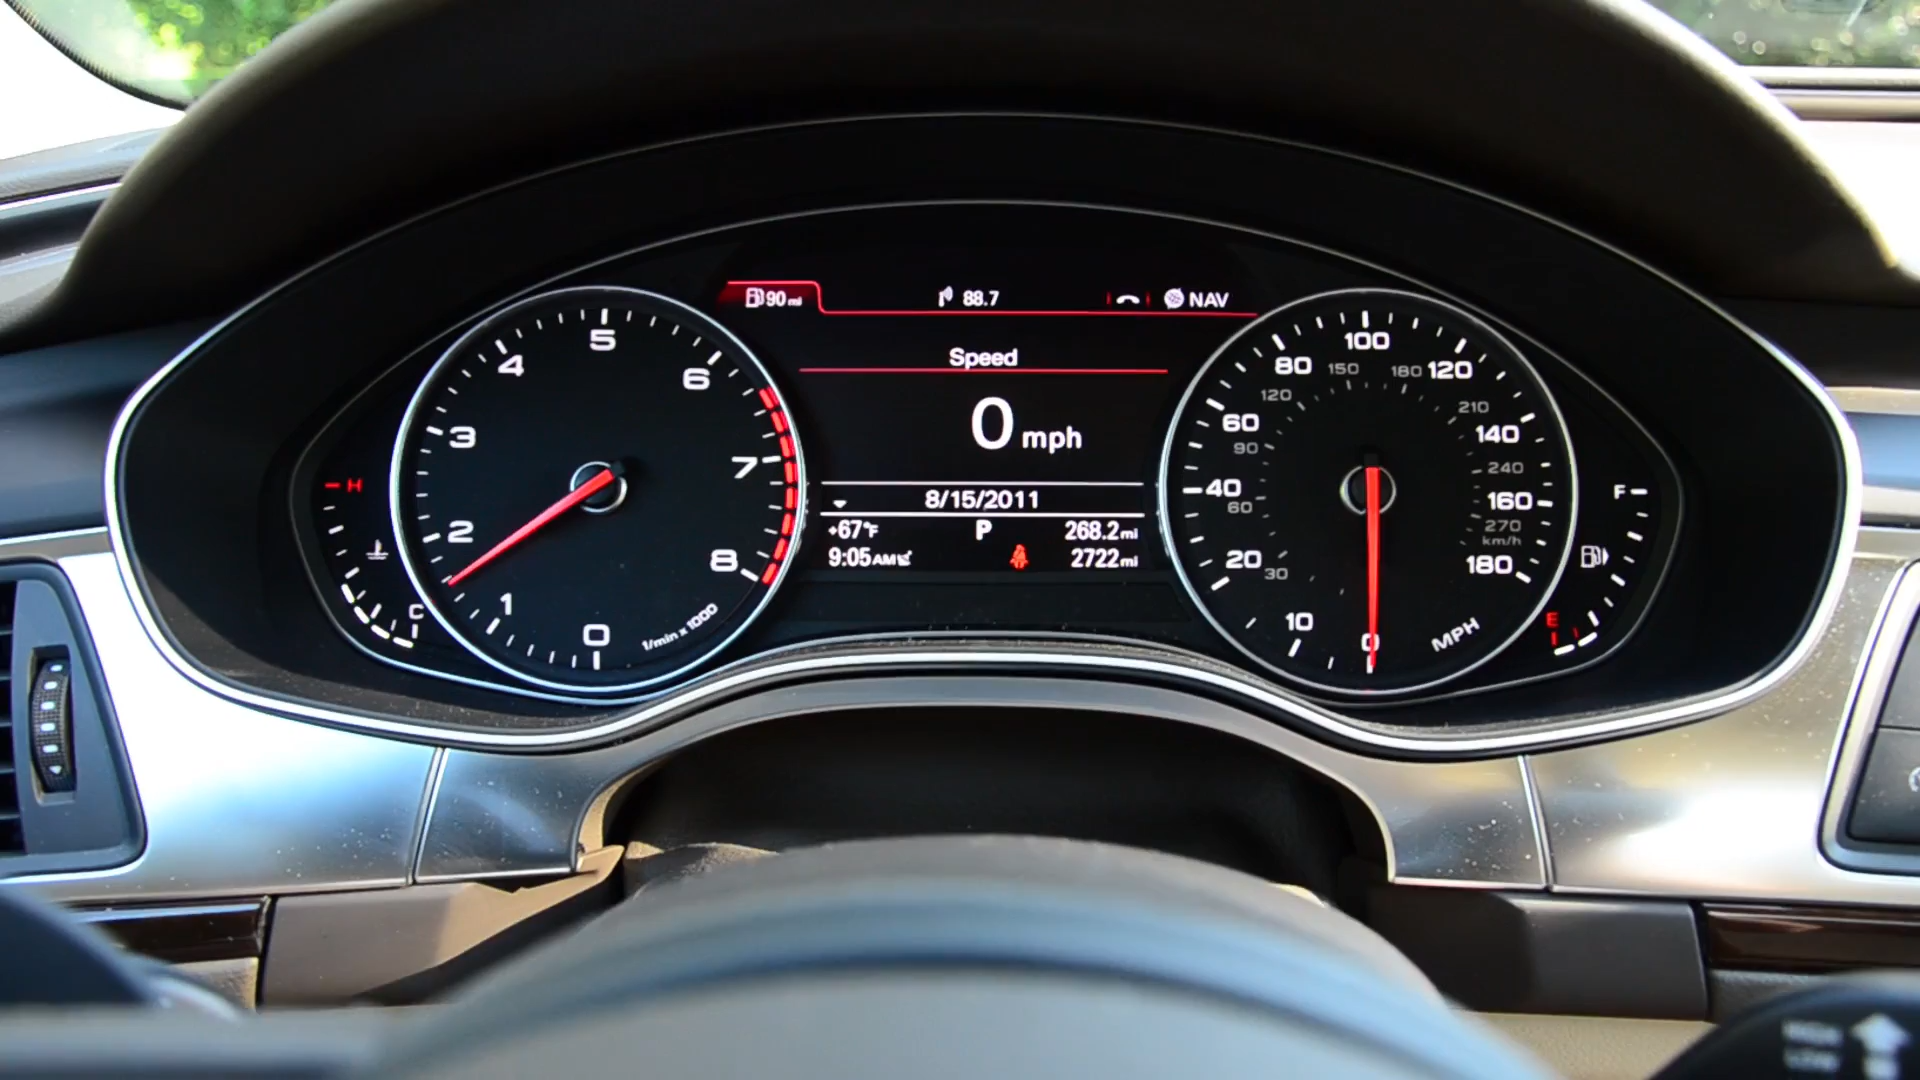 90 mi
88.7
NAV
Speed
0 mph
8/15/2011
+67°F
P
268.2 mi
9:05 AM
2722 mi
H
C
0
1
2
3
4
5
6
7
8
1/min x 1000
0
10
20
40
60
80
100
120
140
160
180
MPH
30
60
90
120
150
180
210
240
270
km/h
F
E
HIGH
LOW